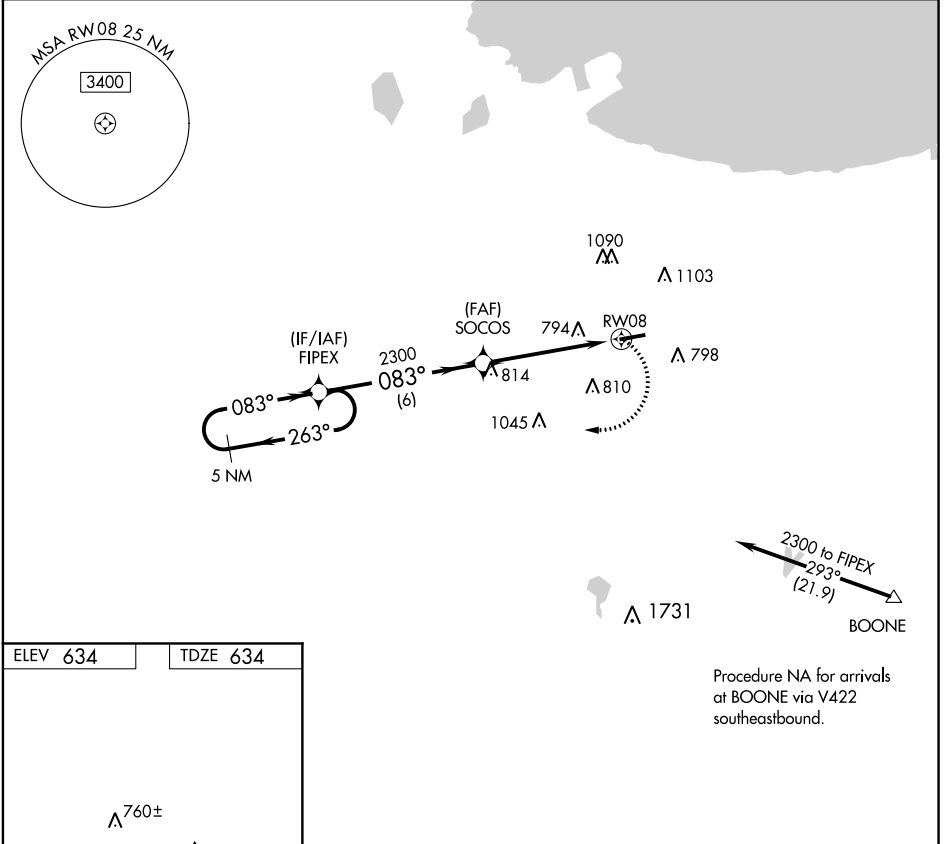 MSA RW08 25 NM
3400
1090
1103
(FAF)
SOCOS
794
RW08
(IF/IAF)
FIPEX
2300
083°
(6)
814
798
810
083°
263°
1045
5 NM
2300 to FIPEX
293°
(21.9)
BOONE
1731
ELEV 634
TDZE 634
Procedure NA for arrivals
at BOONE via V422
southeastbound.
760±